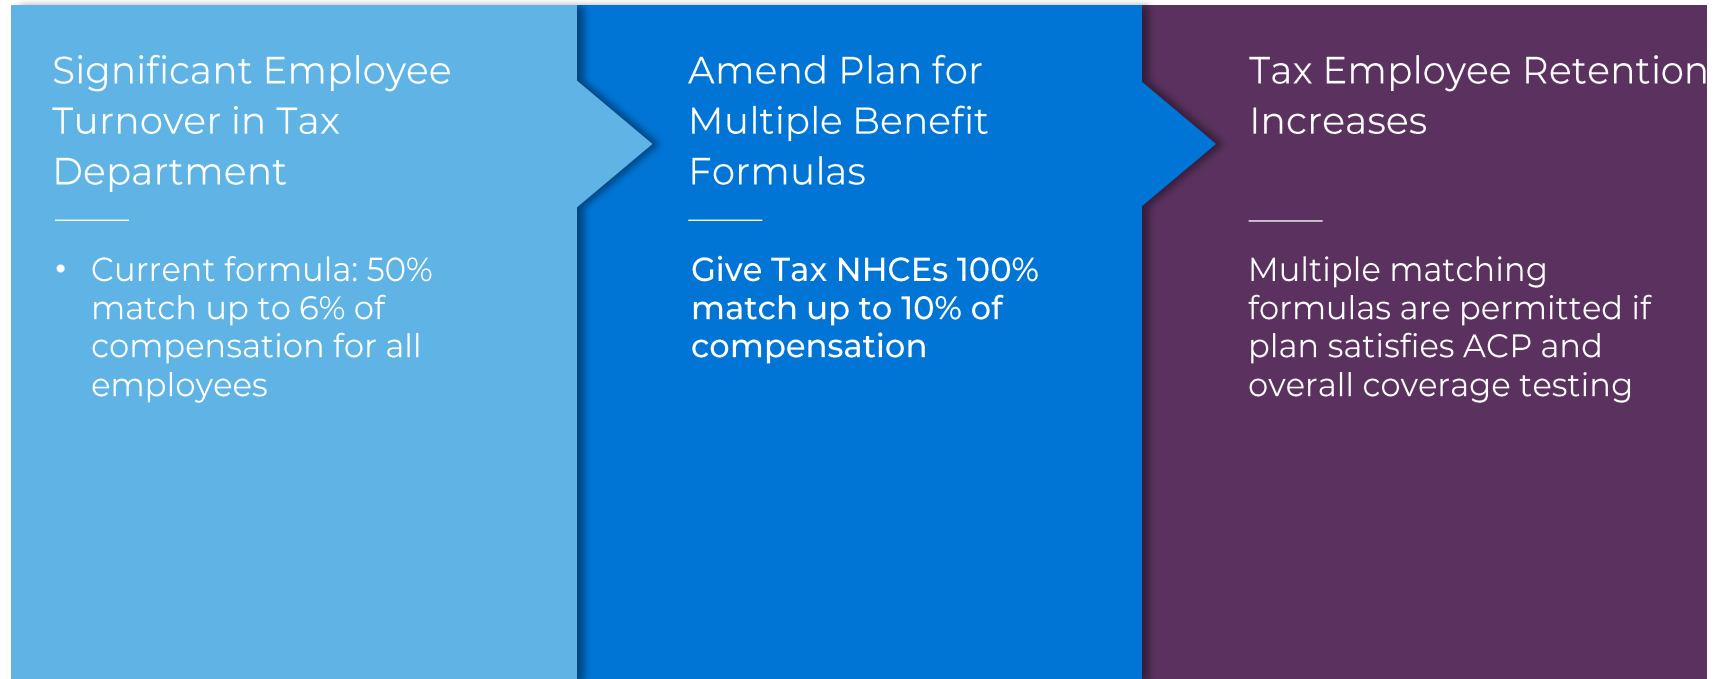 Significant Employee
Turnover in Tax
Department
• Current formula: 50%
match up to 6% of
compensation for all
employees
Amend Plan for
Multiple Benefit
Formulas
Give Tax NHCEs 100%
match up to 10% of
compensation
Tax Employee Retention
Increases
Multiple matching
formulas are permitted if
plan satisfies ACP and
overall coverage testing